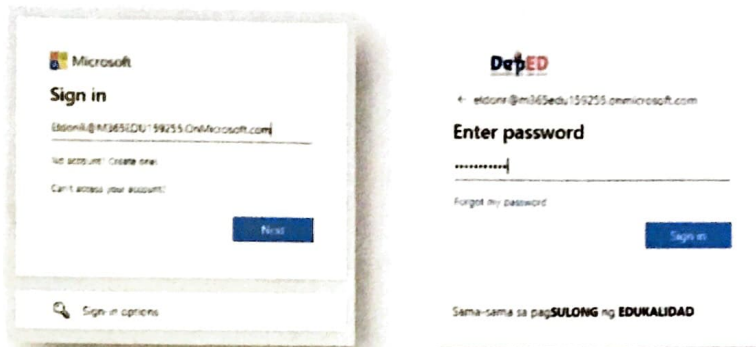 Microsoft
Sign in
EldonR@M365EDU159255.OnMicrosoft.com
No account? Create one!
Can't access your account?
Next
Sign-in options
DepED
← eldonr@m365edu159255.onmicrosoft.com
Enter password
•••••••••••
Forgot my password
Sign in
Sama-sama sa pagSULONG ng EDUKALIDAD